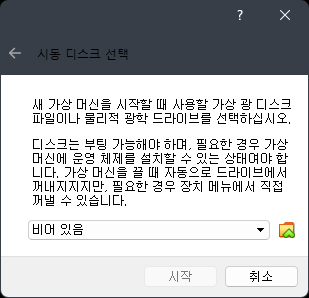 ?
시동 디스크 선택
새 가상 머신을 시작할 때 사용할 가상 광 디스크
파일이나 물리적 광학 드라이브를 선택하십시오.
디스크는 부팅 가능해야 하며, 필요한 경우 가상
머신에 운영 체제를 설치할 수 있는 상태여야 합
니다. 가상 머신을 끌 때 자동으로 드라이브에서
꺼내지지지만, 필요한 경우 장치 메뉴에서 직접
꺼낼 수 있습니다.
비어 있음
시작 취소